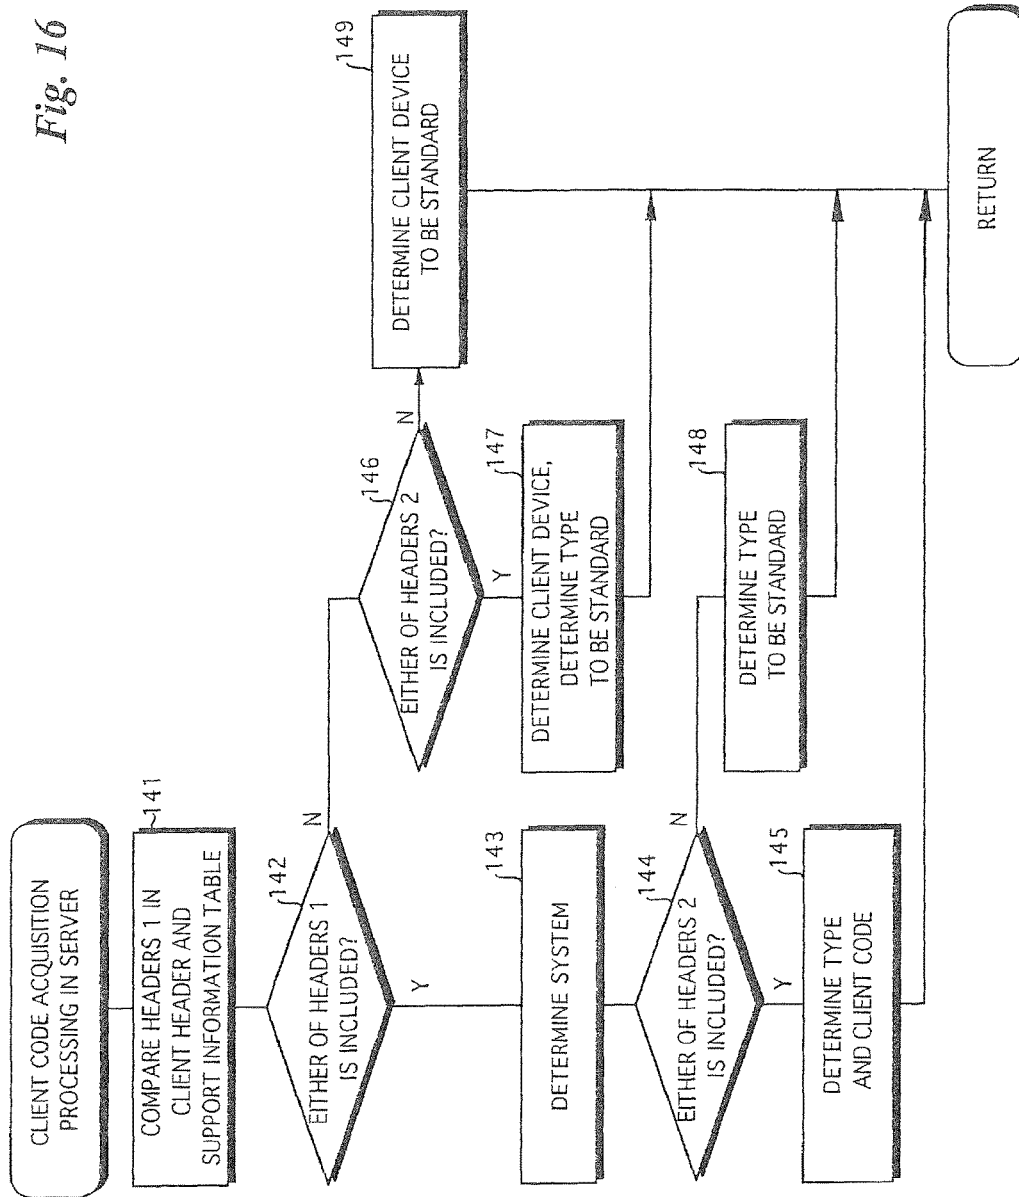 Fig. 16
CLIENT CODE ACQUISITION
PROCESSING IN SERVER
141
COMPARE HEADERS 1 IN
CLIENT HEADER AND
SUPPORT INFORMATION TABLE
142
EITHER OF HEADERS 1
IS INCLUDED?
N
Y
143
DETERMINE SYSTEM
144
EITHER OF HEADERS 2
IS INCLUDED?
N
Y
145
DETERMINE TYPE
AND CLIENT CODE
146
EITHER OF HEADERS 2
IS INCLUDED?
N
Y
147
DETERMINE CLIENT DEVICE,
DETERMINE TYPE
TO BE STANDARD
148
DETERMINE TYPE
TO BE STANDARD
149
DETERMINE CLIENT DEVICE
TO BE STANDARD
RETURN